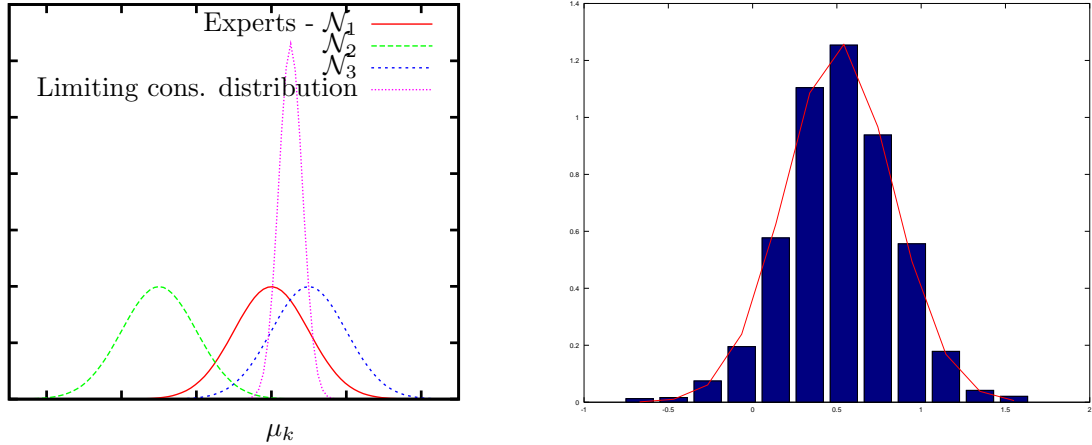 Experts - 𝒩₁
𝒩₂
𝒩₃
Limiting cons. distribution
μₖ
1.4
1.2
1
0.8
0.6
0.4
0.2
0
-1 -0.5 0 0.5 1 1.5 2